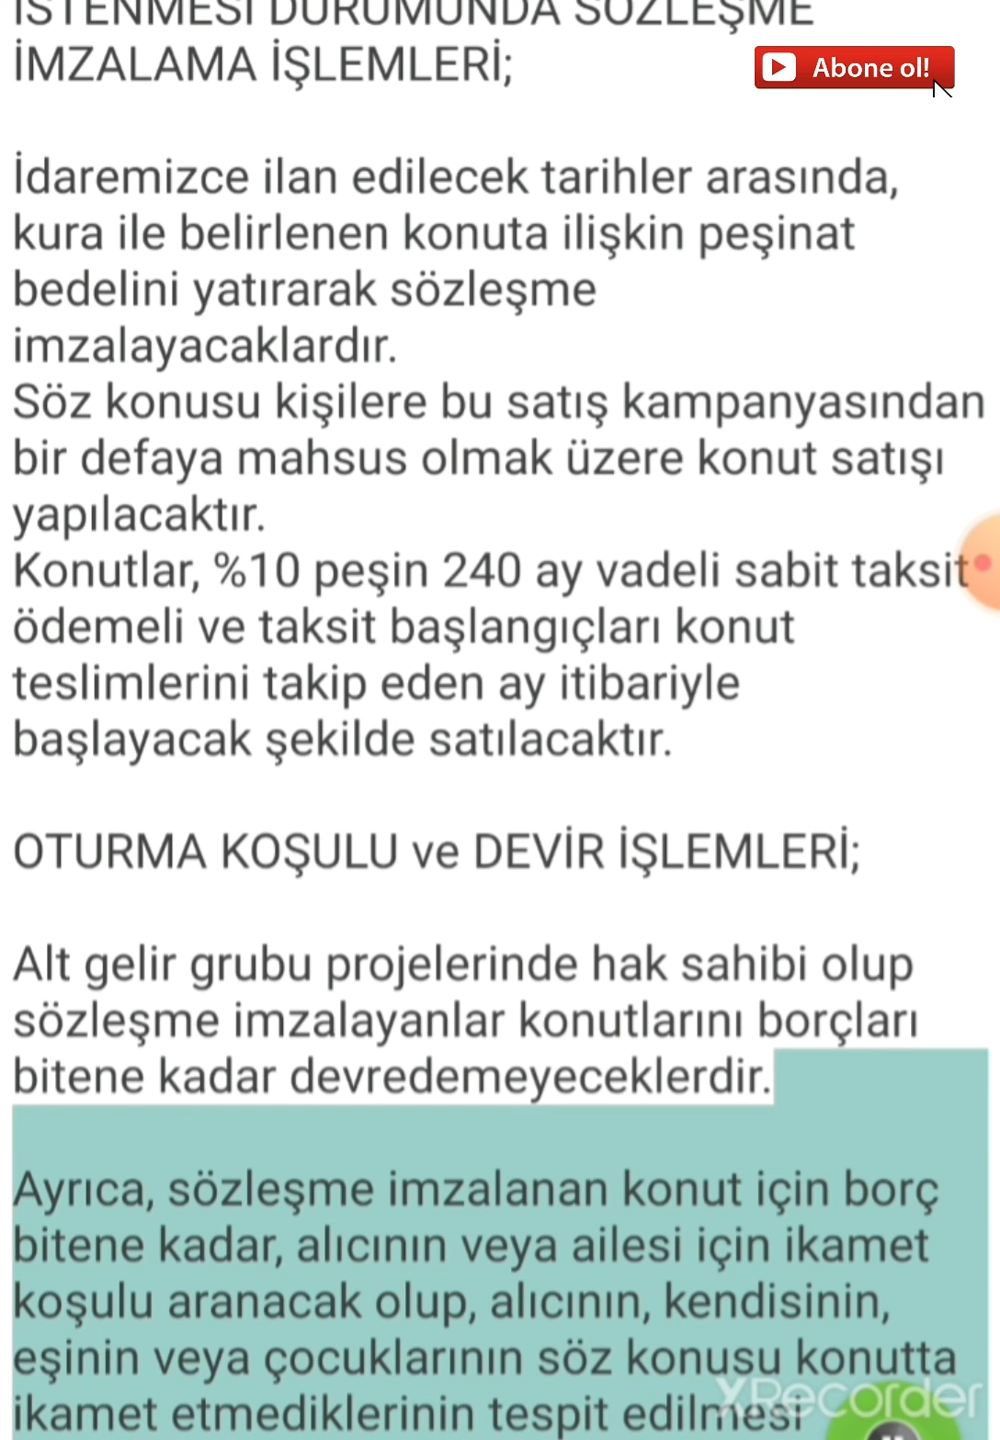 İSTENMESİ DURUMUNDA SÖZLEŞME
İMZALAMA İŞLEMLERİ;
Abone ol!
İdaremizce ilan edilecek tarihler arasında,
kura ile belirlenen konuta ilişkin peşinat
bedelini yatırarak sözleşme
imzalayacaklardır.
Söz konusu kişilere bu satış kampanyasından
bir defaya mahsus olmak üzere konut satışı
yapılacaktır.
Konutlar, %10 peşin 240 ay vadeli sabit taksit
ödemeli ve taksit başlangıçları konut
teslimlerini takip eden ay itibariyle
başlayacak şekilde satılacaktır.
OTURMA KOŞULU ve DEVİR İŞLEMLERİ;
Alt gelir grubu projelerinde hak sahibi olup
sözleşme imzalayanlar konutlarını borçları
bitene kadar devredemeyeceklerdir.
Ayrıca, sözleşme imzalanan konut için borç
bitene kadar, alıcının veya ailesi için ikamet
koşulu aranacak olup, alıcının, kendisinin,
eşinin veya çocuklarının söz konusu konutta
ikamet etmediklerinin tespit edilmesi
XRecorder